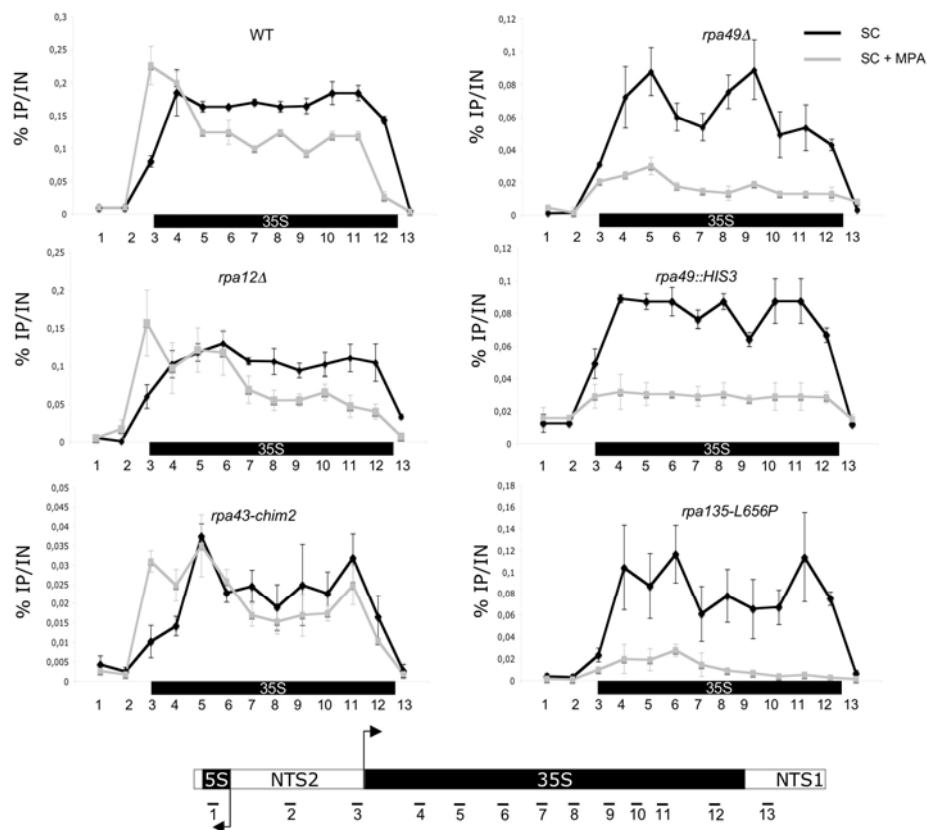 WT
% IP/IN
0,3
0,25
0,2
0,15
0,1
0,05
0
35S
1 2 3 4 5 6 7 8 9 10 11 12 13
rpa49Δ
SC
SC + MPA
% IP/IN
0,12
0,1
0,08
0,06
0,04
0,02
0
35S
1 2 3 4 5 6 7 8 9 10 11 12 13
rpa12Δ
% IP/IN
0,25
0,2
0,15
0,1
0,05
0
35S
1 2 3 4 5 6 7 8 9 10 11 12 13
rpa49::HIS3
% IP/IN
0,12
0,1
0,08
0,06
0,04
0,02
0
35S
1 2 3 4 5 6 7 8 9 10 11 12 13
rpa43-chim2
% IP/IN
0,05
0,045
0,04
0,035
0,03
0,025
0,02
0,015
0,01
0,005
0
35S
1 2 3 4 5 6 7 8 9 10 11 12 13
rpa135-L656P
% IP/IN
0,18
0,16
0,14
0,12
0,1
0,08
0,06
0,04
0,02
0
35S
1 2 3 4 5 6 7 8 9 10 11 12 13
5S NTS2 35S NTS1
1 2 3 4 5 6 7 8 9 10 11 12 13